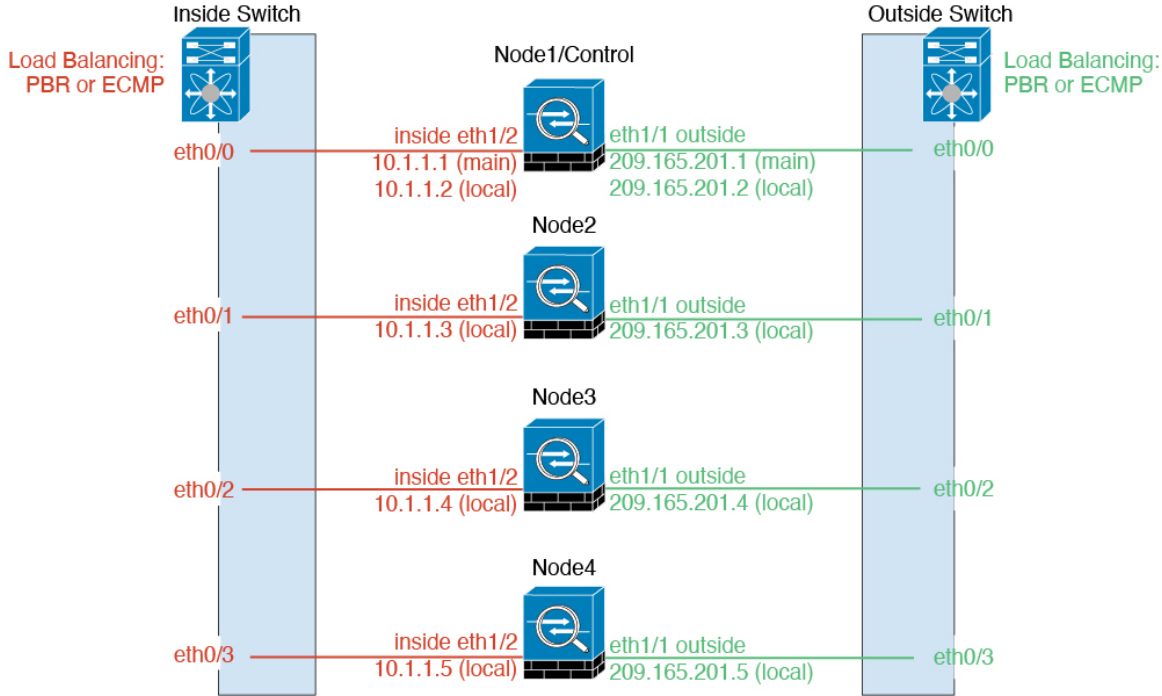 Inside Switch
Outside Switch
Load Balancing:
PBR or ECMP
Node1/Control
Load Balancing:
PBR or ECMP
eth0/0
inside eth1/2
10.1.1.1 (main)
10.1.1.2 (local)
eth1/1 outside
209.165.201.1 (main)
209.165.201.2 (local)
eth0/0
Node2
eth0/1
inside eth1/2
10.1.1.3 (local)
eth1/1 outside
209.165.201.3 (local)
eth0/1
Node3
eth0/2
inside eth1/2
10.1.1.4 (local)
eth1/1 outside
209.165.201.4 (local)
eth0/2
Node4
eth0/3
inside eth1/2
10.1.1.5 (local)
eth1/1 outside
209.165.201.5 (local)
eth0/3